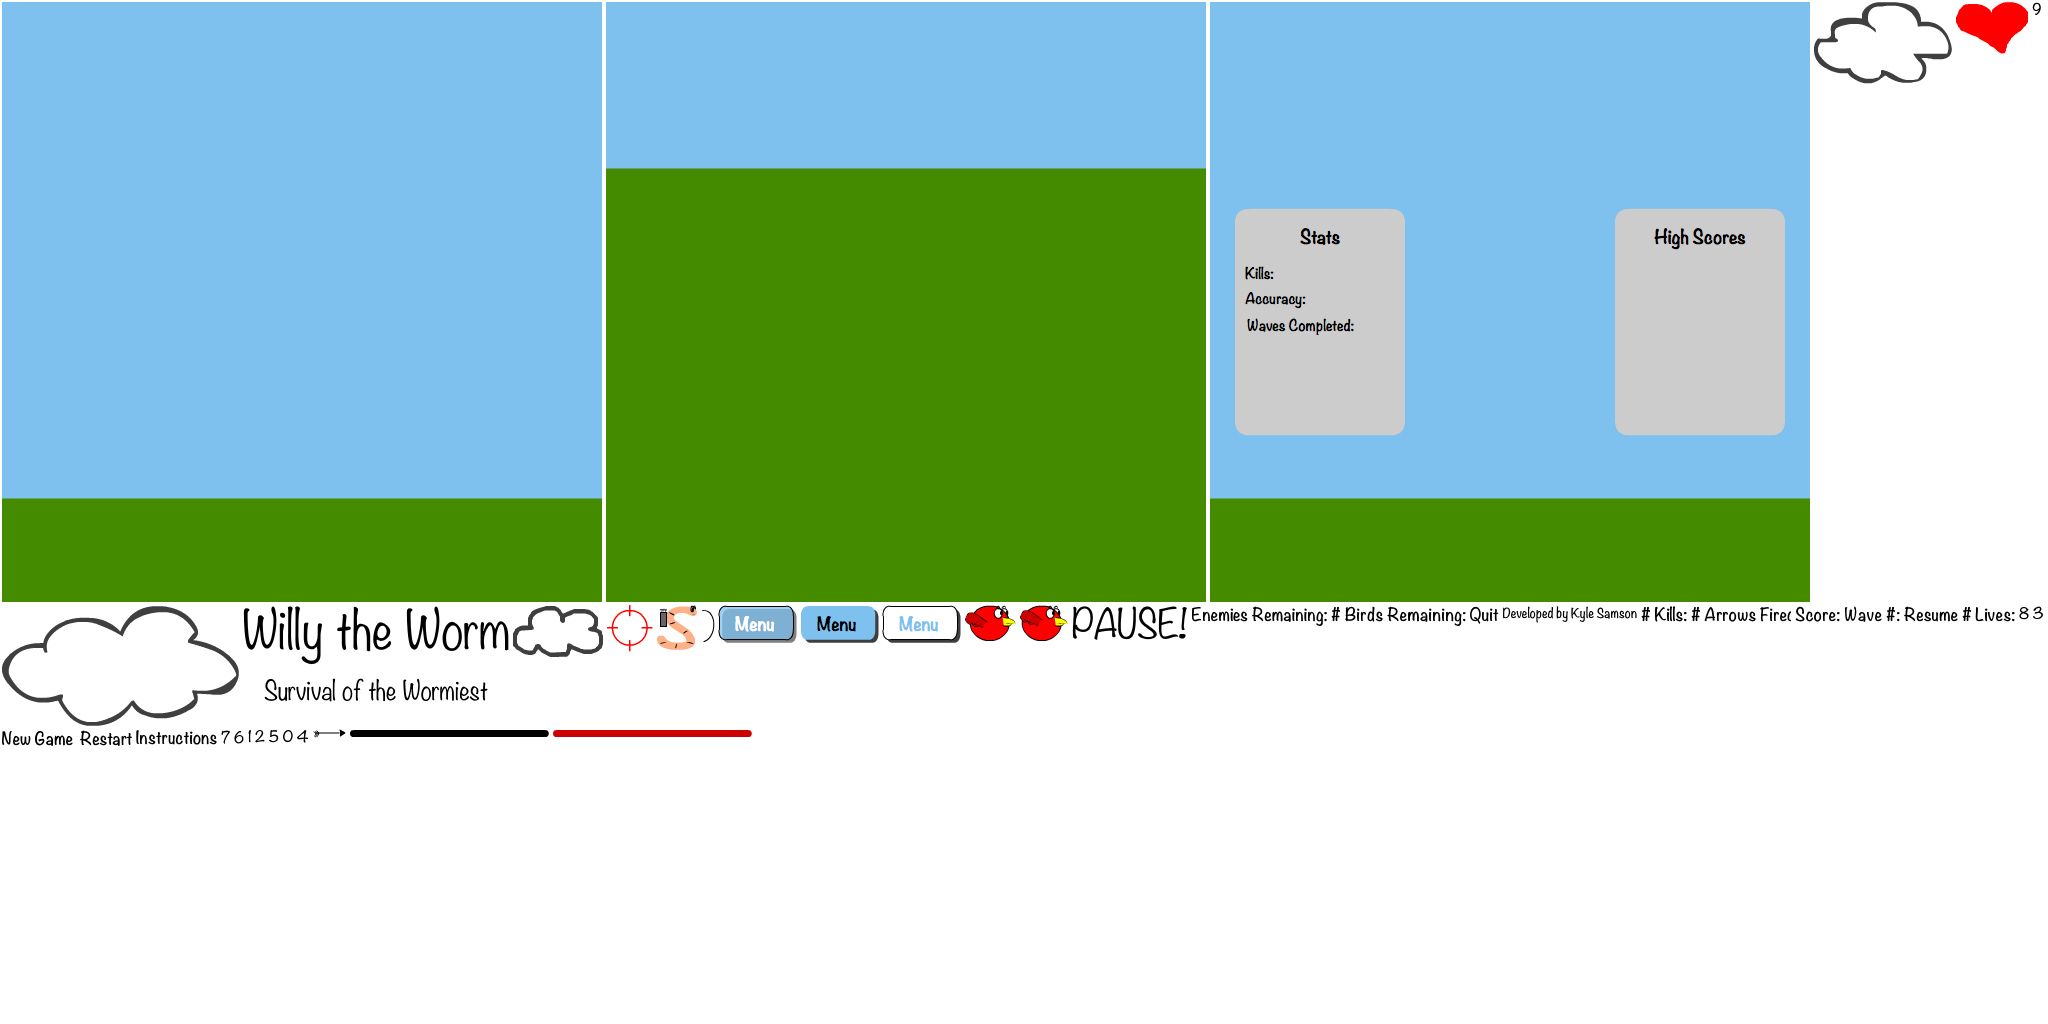 9
Stats
High Scores
Kills:
Accuracy:
Waves Completed:
Willy the Worm
Menu
Menu
Menu
PAUSE!
Enemies Remaining: # Birds Remaining: Quit Developed by Kyle Samson # Kills: # Arrows Fired Score: Wave #: Resume # Lives: 8 3
Survival of the Wormiest
New Game Restart Instructions 7 6 1 2 5 0 4